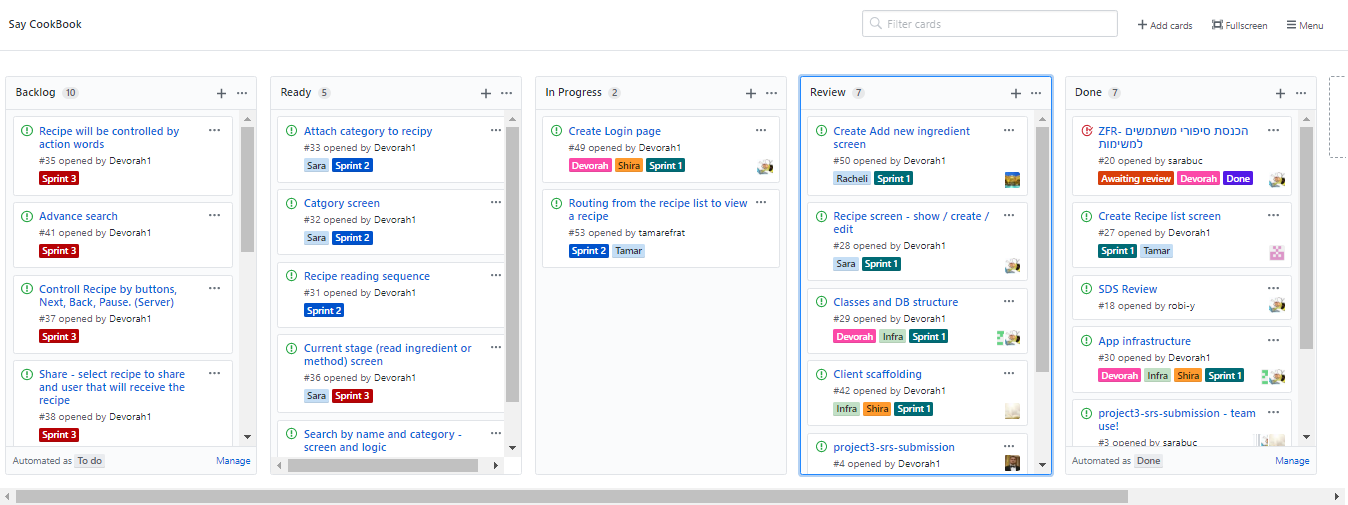 Say CookBook
Filter cards
Add cards
Fullscreen
Menu
Backlog 10
Recipe will be controlled by
action words
#35 opened by Devorah1
Sprint 3
Advance search
#41 opened by Devorah1
Sprint 3
Controll Recipe by buttons,
Next, Back, Pause. (Server)
#37 opened by Devorah1
Sprint 3
Share - select recipe to share
and user that will receive the
recipe
#38 opened by Devorah1
Sprint 3
Automated as To do
Manage
Ready 5
Attach category to recipy
#33 opened by Devorah1
Sara Sprint 2
Catgory screen
#32 opened by Devorah1
Sara Sprint 2
Recipe reading sequence
#31 opened by Devorah1
Sprint 2
Current stage (read ingredient or
method) screen
#36 opened by Devorah1
Sara Sprint 3
Search by name and category -
screen and logic
In Progress 2
Create Login page
#49 opened by Devorah1
Devorah Shira Sprint 1
Routing from the recipe list to view
a recipe
#53 opened by tamarefrat
Sprint 2 Tamar
Review 7
Create Add new ingredient
screen
#50 opened by Devorah1
Racheli Sprint 1
Recipe screen - show / create /
edit
#28 opened by Devorah1
Sara Sprint 1
Classes and DB structure
#29 opened by Devorah1
Devorah Infra Sprint 1
Client scaffolding
#42 opened by Devorah1
Infra Shira Sprint 1
project3-srs-submission
#4 opened by Devorah1
Done 7
ZFR- הכנסת סיפורי משתמשים
למשימות
#20 opened by sarabuc
Awaiting review Devorah Done
Create Recipe list screen
#27 opened by Devorah1
Sprint 1 Tamar
SDS Review
#18 opened by robi-y
App infrastructure
#30 opened by Devorah1
Devorah Infra Shira Sprint 1
project3-srs-submission - team
use!
#3 opened by sarabuc
Automated as Done
Manage